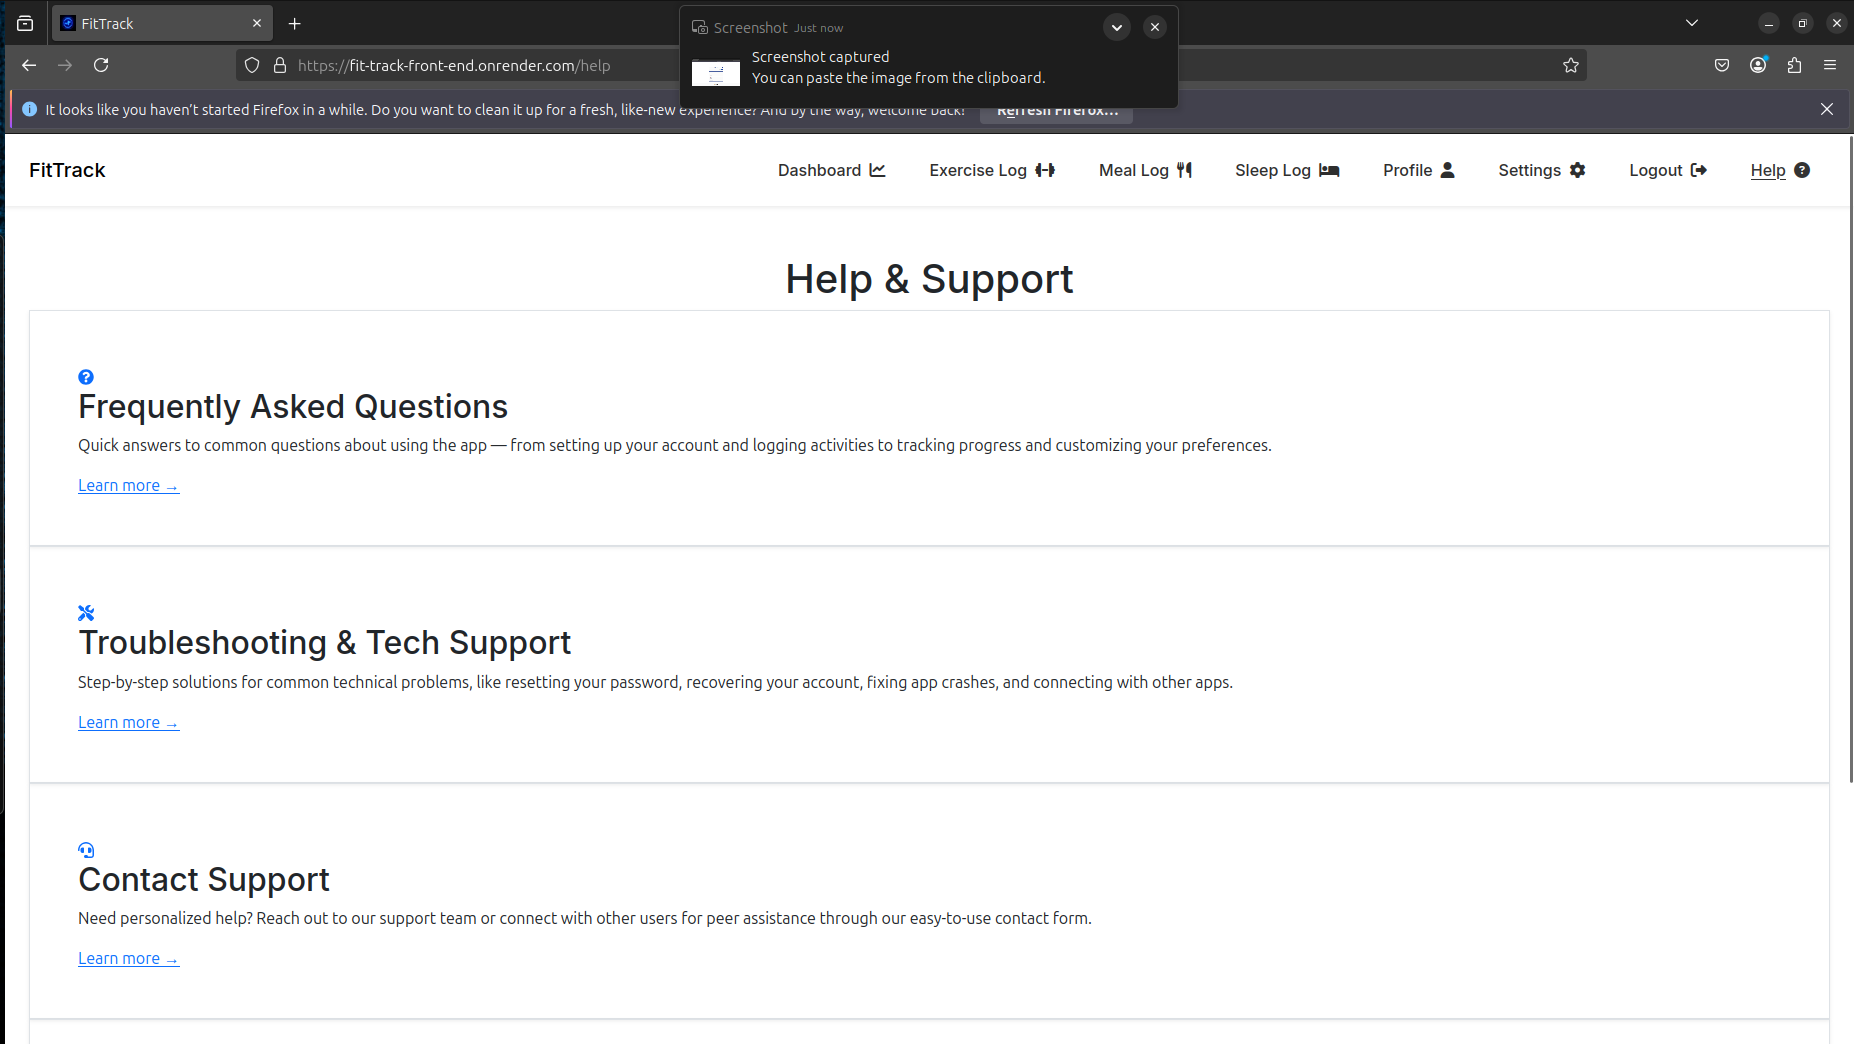 FitTrack
Screenshot Just now
Screenshot captured
You can paste the image from the clipboard.
https://fit-track-front-end.onrender.com/help
It looks like you haven't started Firefox in a while. Do you want to clean it up for a fresh, like-new experience? And by the way, welcome back! Refresh Firefox...
FitTrack
Dashboard Exercise Log Meal Log Sleep Log Profile Settings Logout Help
Help & Support
Frequently Asked Questions
Quick answers to common questions about using the app — from setting up your account and logging activities to tracking progress and customizing your preferences.
Learn more →
Troubleshooting & Tech Support
Step-by-step solutions for common technical problems, like resetting your password, recovering your account, fixing app crashes, and connecting with other apps.
Learn more →
Contact Support
Need personalized help? Reach out to our support team or connect with other users for peer assistance through our easy-to-use contact form.
Learn more →